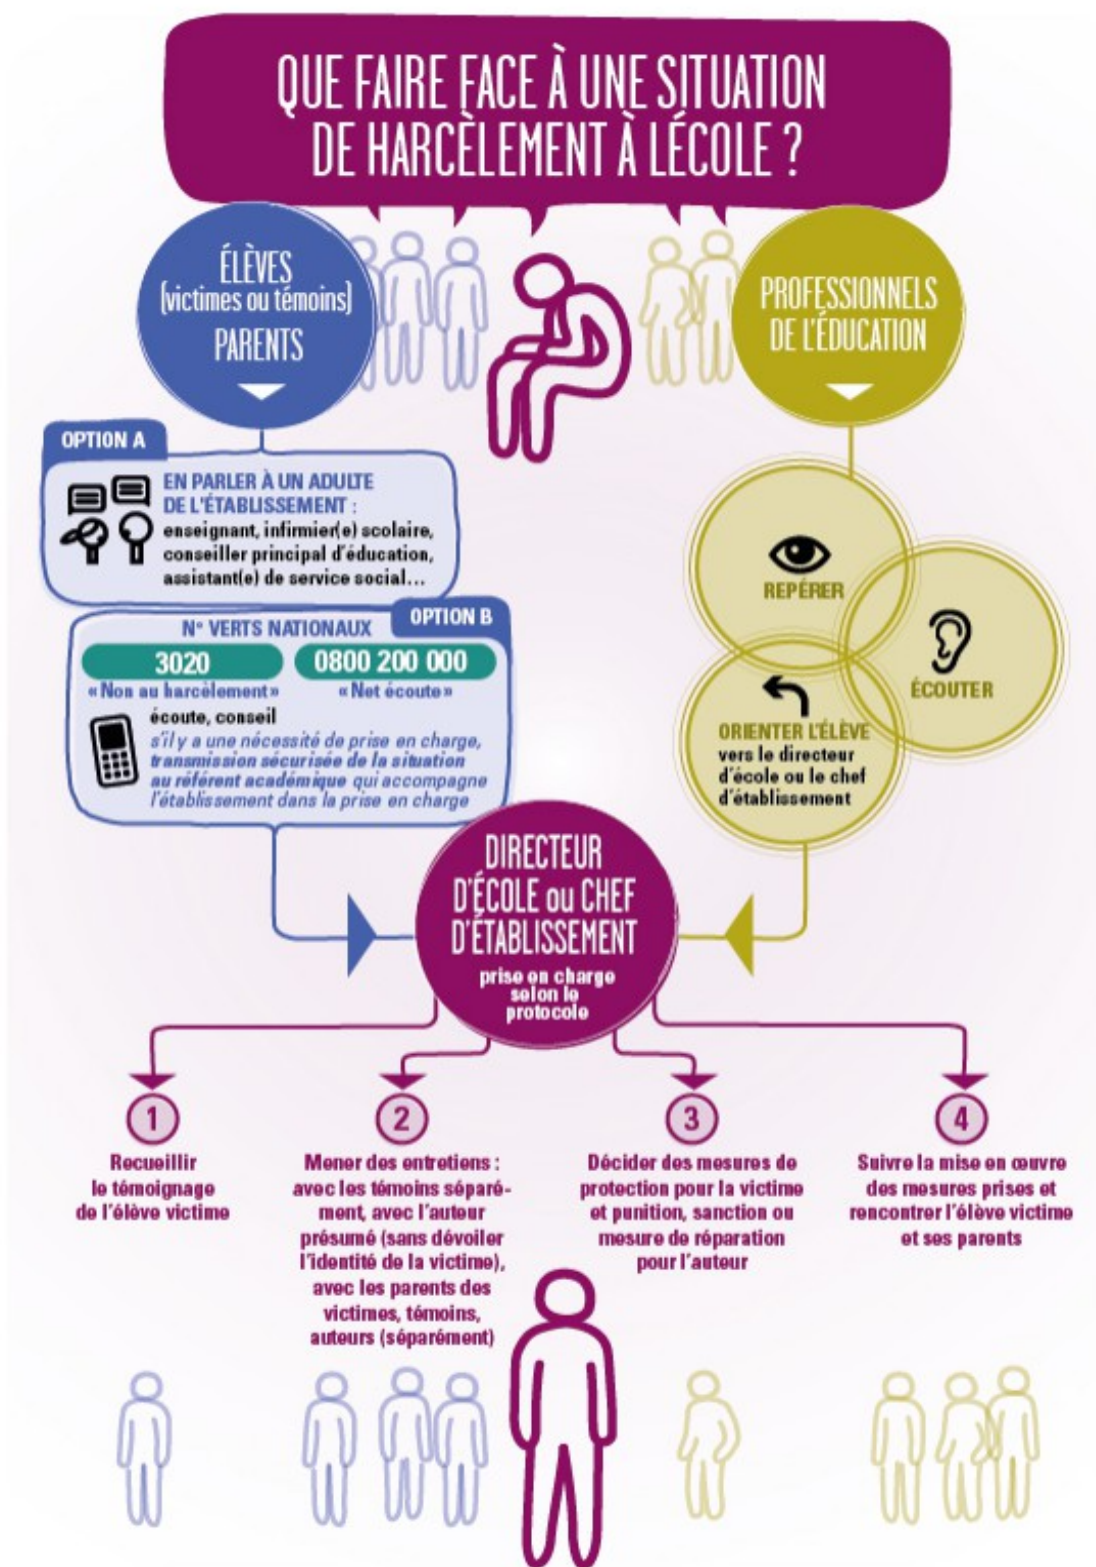 QUE FAIRE FACE À UNE SITUATION
DE HARCÈLEMENT À LÉCOLE ?
ÉLÈVES
(victimes ou témoins)
PARENTS
PROFESSIONNELS
DE L'ÉDUCATION
OPTION A
EN PARLER À UN ADULTE
DE L'ÉTABLISSEMENT :
enseignant, infirmier(e) scolaire,
conseiller principal d'éducation,
assistant(e) de service social...
OPTION B
N° VERTS NATIONAUX
3020
0800 200 000
« Non au harcèlement »
« Net écoute »
écoute, conseil
s'il y a une nécessité de prise en charge,
transmission sécurisée de la situation
au référent académique qui accompagne
l'établissement dans la prise en charge
REPÉRER
ÉCOUTER
ORIENTER L'ÉLÈVE
vers le directeur
d'école ou le chef
d'établissement
DIRECTEUR
D'ÉCOLE ou CHEF
D'ÉTABLISSEMENT
prise en charge
selon le
protocole
1
Recueillir
le témoignage
de l'élève victime
2
Mener des entretiens :
avec les témoins séparé-
ment, avec l'auteur
présumé (sans dévoiler
l'identité de la victime),
avec les parents des
victimes, témoins,
auteurs (séparément)
3
Décider des mesures de
protection pour la victime
et punition, sanction ou
mesure de réparation
pour l'auteur
4
Suivre la mise en œuvre
des mesures prises et
rencontrer l'élève victime
et ses parents